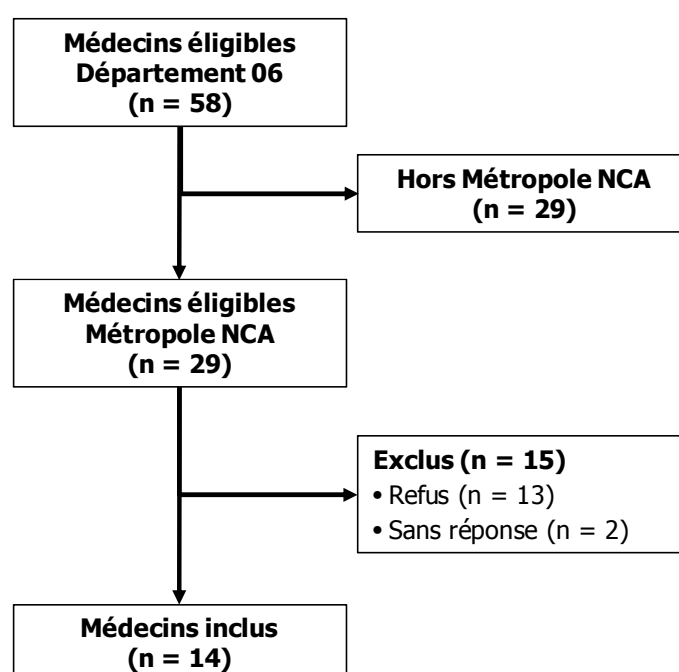 Médecins éligibles
Département 06
(n = 58)
Hors Métropole NCA
(n = 29)
Médecins éligibles
Métropole NCA
(n = 29)
Exclus (n = 15)
• Refus (n = 13)
• Sans réponse (n = 2)
Médecins inclus
(n = 14)